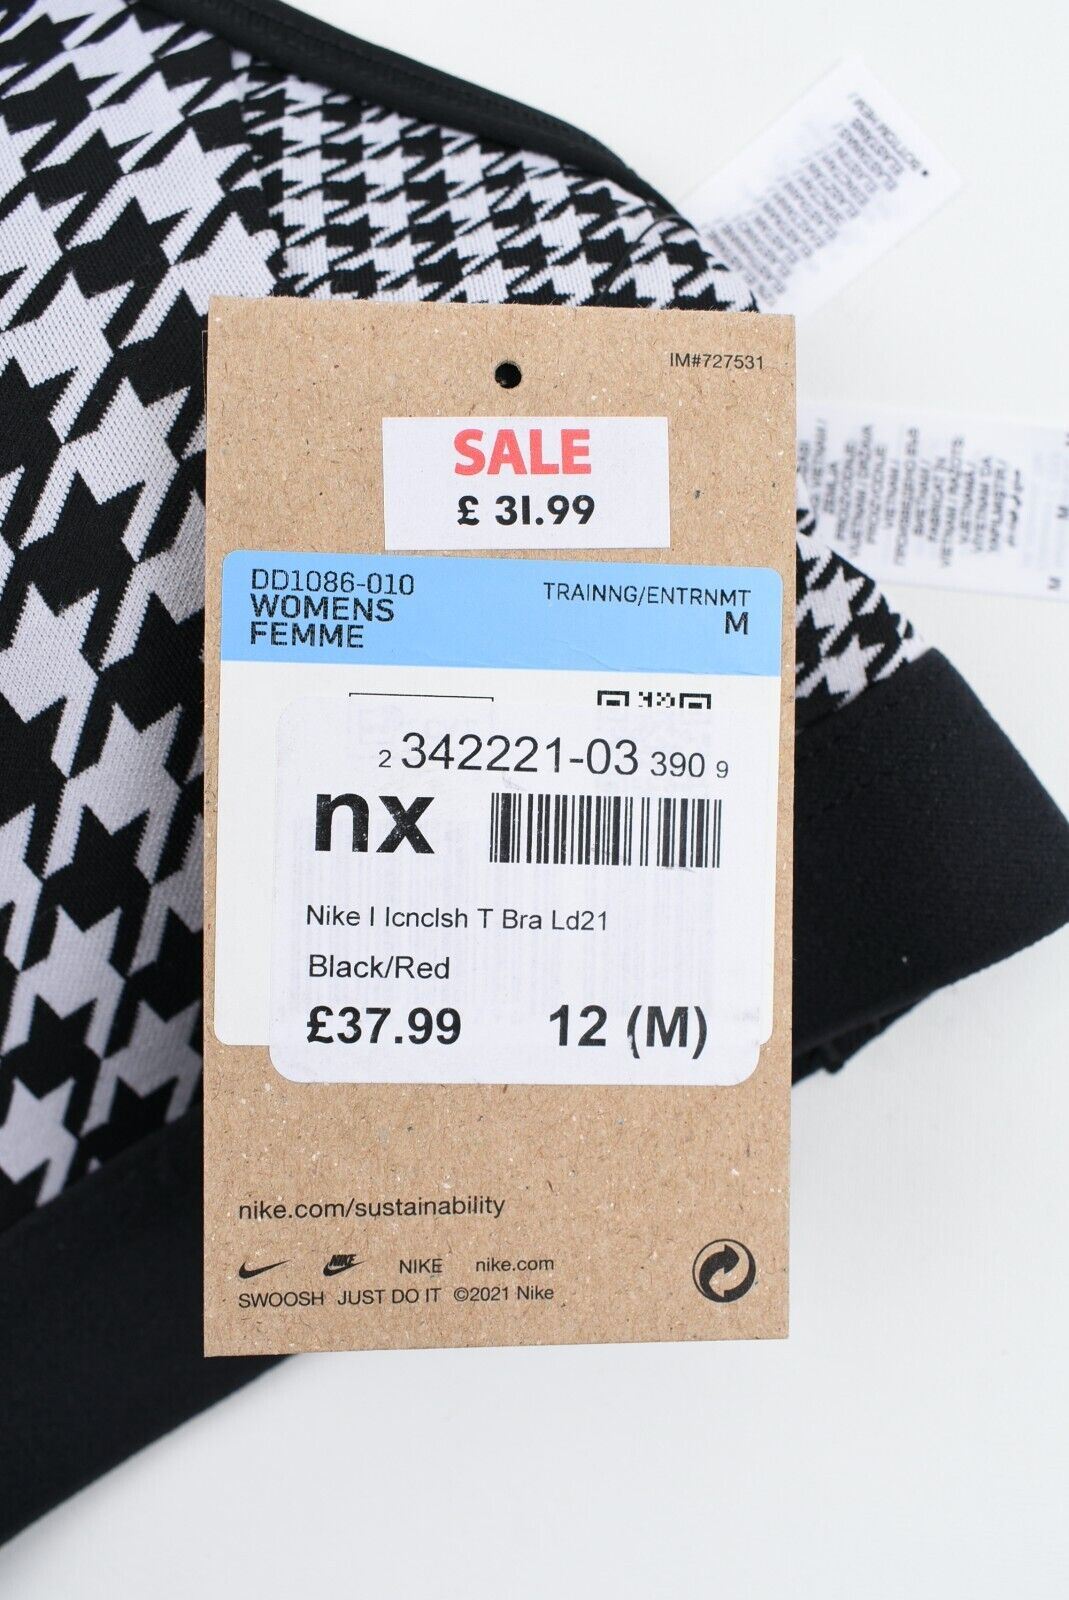 IM#727531
SALE
£ 31.99
DD1086-010
WOMENS
FEMME
TRAINNG/ENTRNMT
M
2 342221-03 390 9
nx
Nike I Icnclsh T Bra Ld21
Black/Red
£37.99 12 (M)
nike.com/sustainability
NIKE NIKE nike.com
SWOOSH JUST DO IT ©2021 Nike